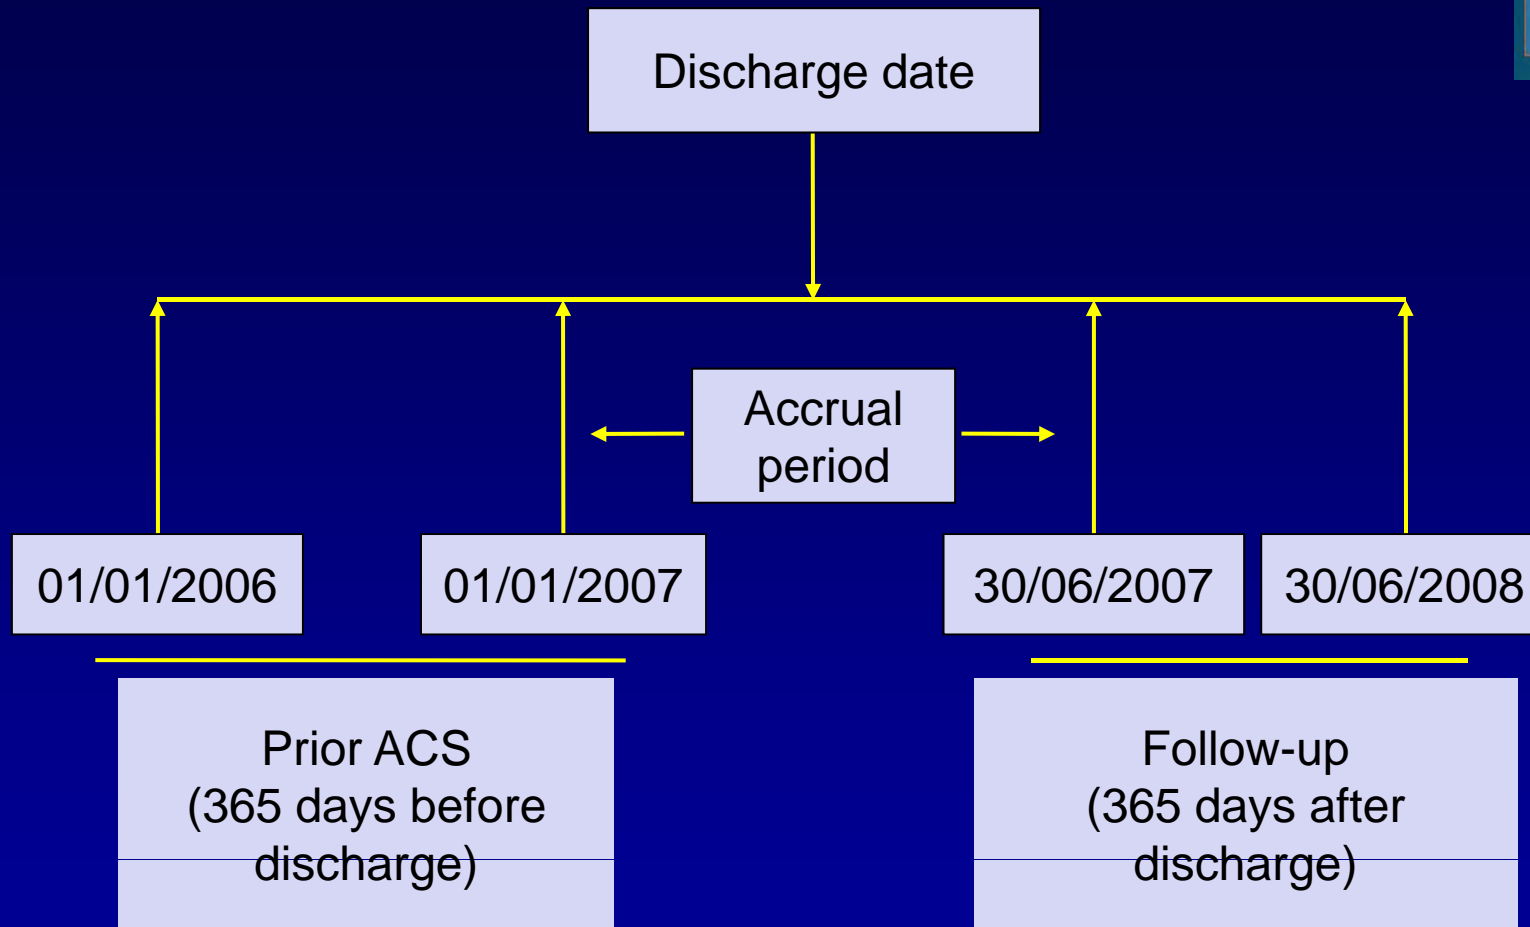 Discharge date
Accrual
period
01/01/2006
01/01/2007
30/06/2007
30/06/2008
Prior ACS
(365 days before
discharge)
Follow-up
(365 days after
discharge)